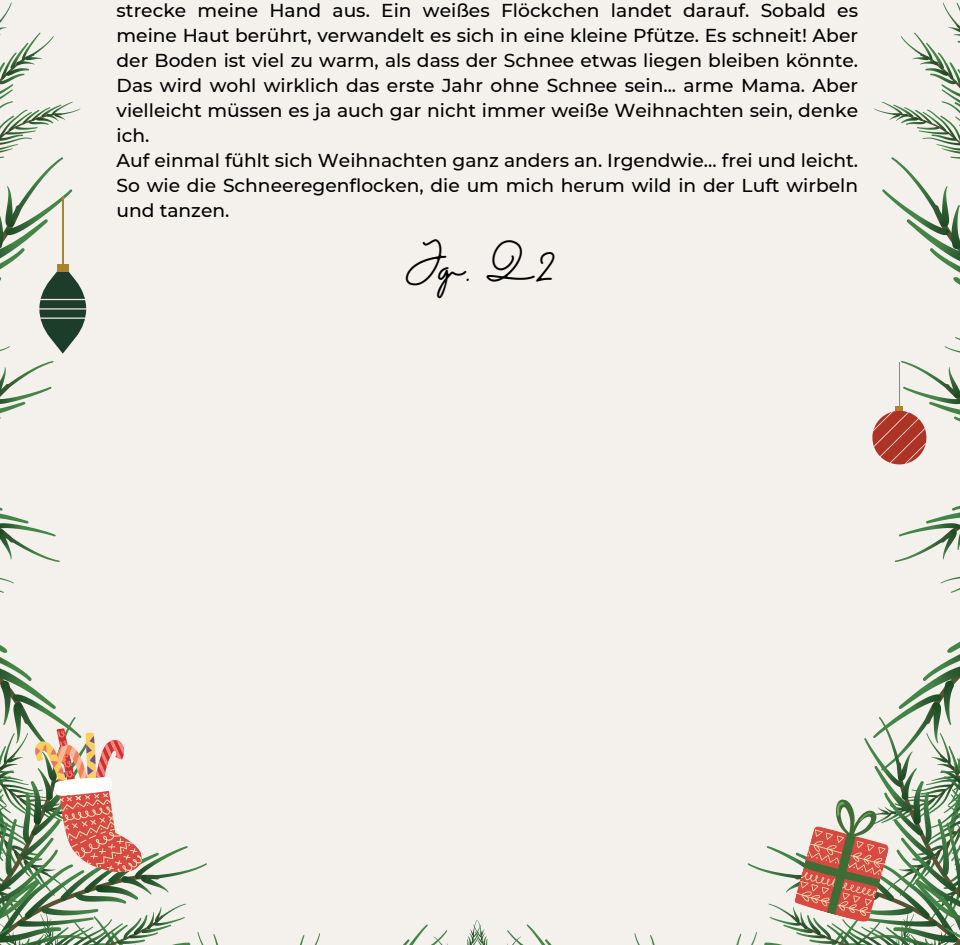 strecke meine Hand aus. Ein weißes Flöckchen landet darauf. Sobald es
meine Haut berührt, verwandelt es sich in eine kleine Pfütze. Es schneit! Aber
der Boden ist viel zu warm, als dass der Schnee etwas liegen bleiben könnte.
Das wird wohl wirklich das erste Jahr ohne Schnee sein... arme Mama. Aber
vielleicht müssen es ja auch gar nicht immer weiße Weihnachten sein, denke
ich.
Auf einmal fühlt sich Weihnachten ganz anders an. Irgendwie... frei und leicht.
So wie die Schneeregenflocken, die um mich herum wild in der Luft wirbeln
und tanzen.
Jgr. Q2